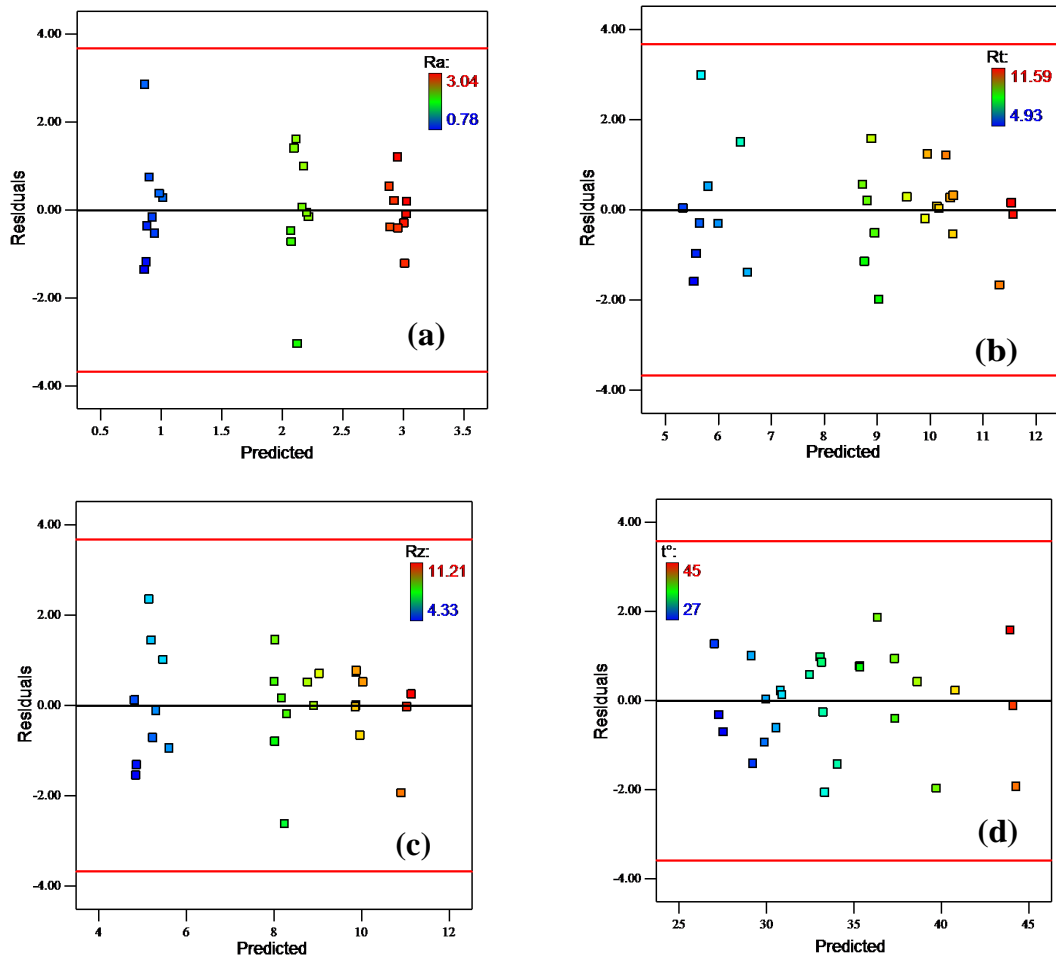 4.00
2.00
0.00
-2.00
-4.00
Residuals
Ra:
3.04
0.78
(a)
0.5 1 1.5 2 2.5 3 3.5
Predicted
4.00
2.00
0.00
-2.00
-4.00
Residuals
Rt:
11.59
4.93
(b)
5 6 7 8 9 10 11 12
Predicted
4.00
2.00
0.00
-2.00
-4.00
Residuals
Rz:
11.21
4.33
(c)
4 6 8 10 12
Predicted
4.00
2.00
0.00
-2.00
-4.00
Residuals
t°:
45
27
(d)
25 30 35 40 45
Predicted